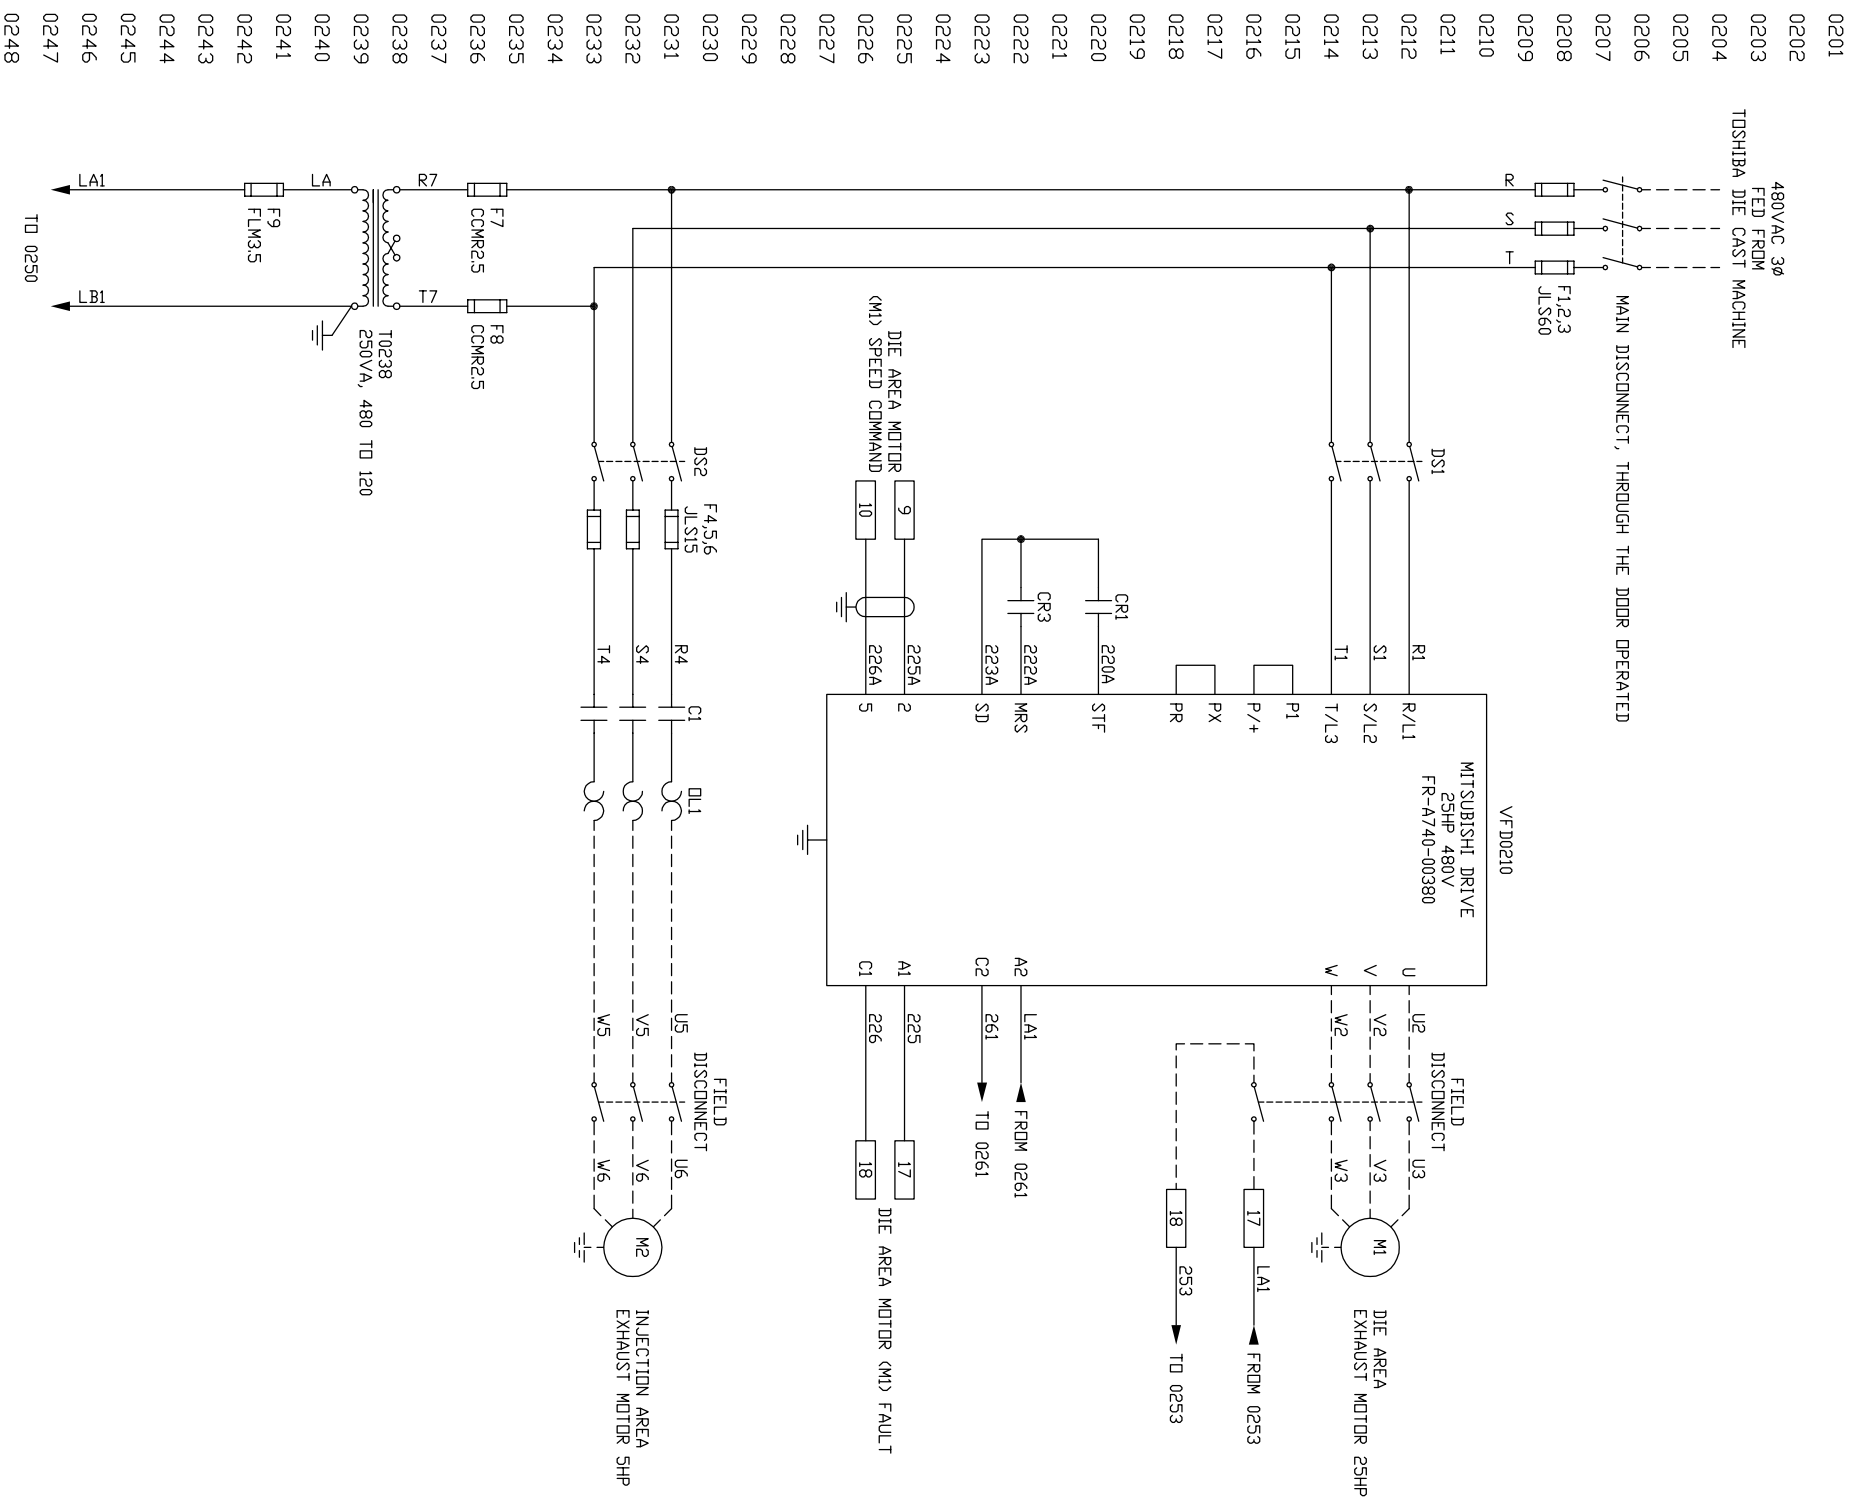 0201
0202
0203
0204
0205
0206
0207
0208
0209
0210
0211
0212
0213
0214
0215
0216
0217
0218
0219
0220
0221
0222
0223
0224
0225
0226
0227
0228
0229
0230
0231
0232
0233
0234
0235
0236
0237
0238
0239
0240
0241
0242
0243
0244
0245
0246
0247
0248
480VAC 3Ø
FED FROM
TOSHIBA DIE CAST MACHINE
MAIN DISCONNECT, THROUGH THE DOOR OPERATED
F1,2,3
JLS60
R
S
T
DS1
R1
S1
T1
VFD0210
MITSUBISHI DRIVE
25HP 480V
FR-A740-00380
R/L1
S/L2
T/L3
P1
P/+
PX
PR
STF
MRS
SD
2
5
U
V
W
A2
C2
A1
C1
U2
V2
W2
FIELD
DISCONNECT
U3
V3
W3
M1
DIE AREA
EXHAUST MOTOR 25HP
17
LA1
FROM 0253
18
253
TO 0253
CR1
220A
CR3
222A
223A
LA1
FROM 0261
261
TO 0261
DIE AREA MOTOR
(M1) SPEED COMMAND
9
10
225A
226A
225
226
17
18
DIE AREA MOTOR (M1) FAULT
DS2
F4,5,6
JLS15
R4
S4
T4
C1
OL1
U5
V5
W5
FIELD
DISCONNECT
U6
V6
W6
M2
INJECTION AREA
EXHAUST MOTOR 5HP
F7
CCMR2.5
F8
CCMR2.5
R7
T7
T0238
250VA, 480 TO 120
LA
F9
FLM3.5
LA1
LB1
TO 0250